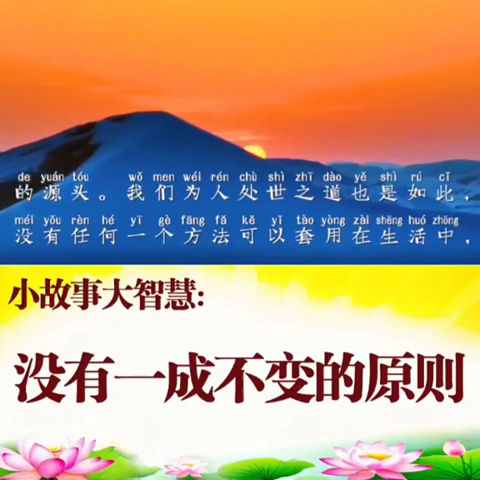 de yuán tóu wǒ men wéi rén chù shì zhī dào yě shì rú cǐ
的源头。我们为人处世之道也是如此，
méi yǒu rèn hé yī gè fāng fǎ kě yǐ tào yòng zài shēng huó zhōng
没有任何一个方法可以套用在生活中，
小故事大智慧:
没有一成不变的原则